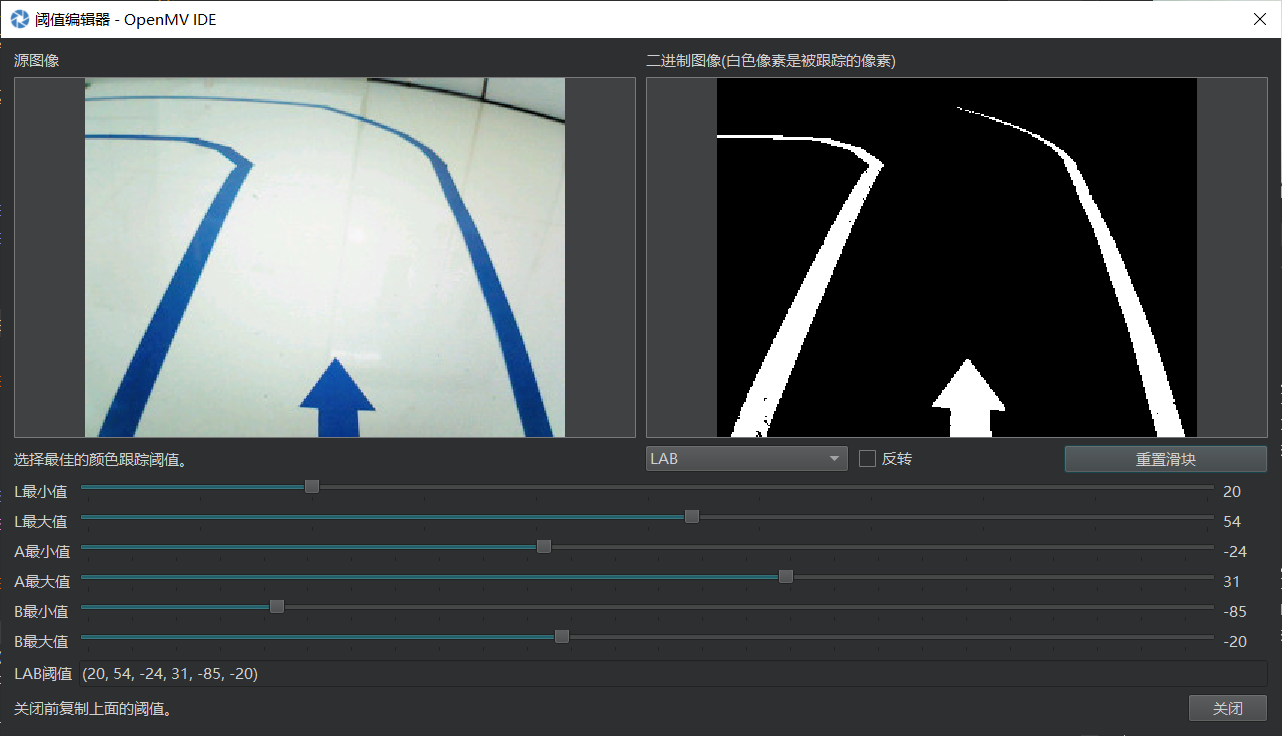 阈值编辑器 - OpenMV IDE
源图像
二进制图像(白色像素是被跟踪的像素)
选择最佳的颜色跟踪阈值。
LAB
反转
重置滑块
L最小值 20
L最大值 54
A最小值 -24
A最大值 31
B最小值 -85
B最大值 -20
LAB阈值 (20, 54, -24, 31, -85, -20)
关闭前复制上面的阈值。
关闭